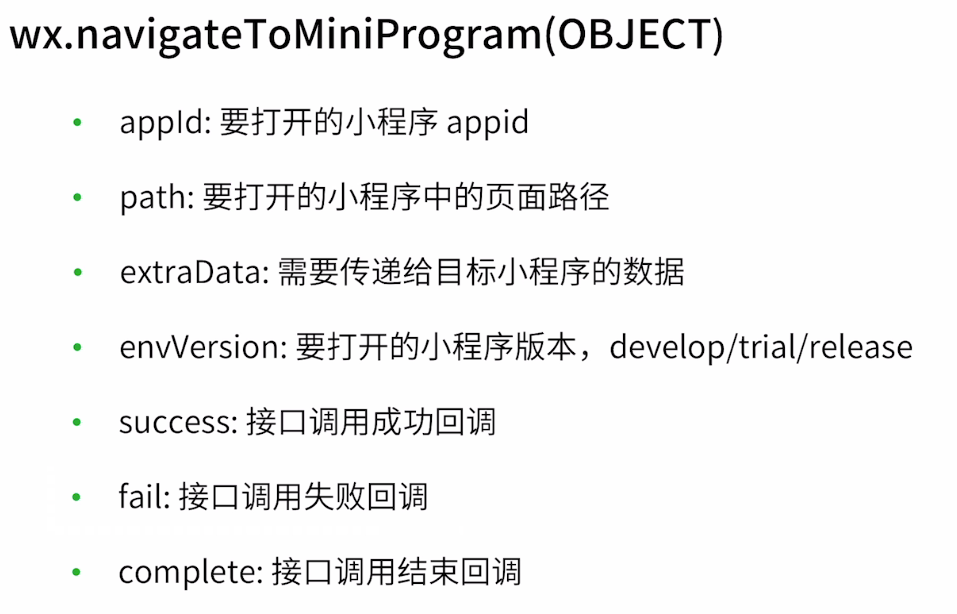 wx.navigateToMiniProgram(OBJECT)
• appId: 要打开的小程序 appid
• path: 要打开的小程序中的页面路径
• extraData: 需要传递给目标小程序的数据
• envVersion: 要打开的小程序版本，develop/trial/release
• success: 接口调用成功回调
• fail: 接口调用失败回调
• complete: 接口调用结束回调